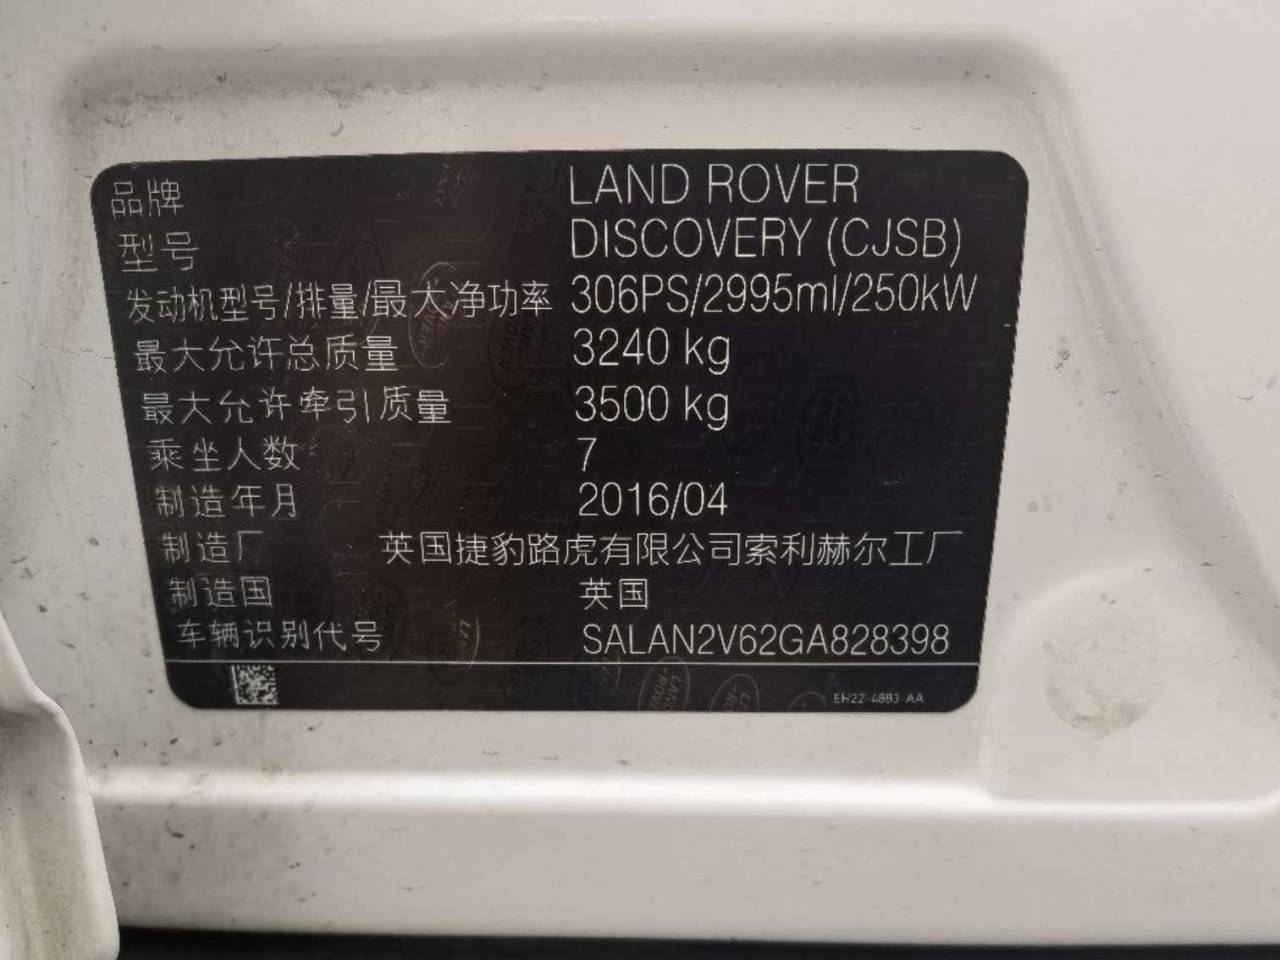 品牌 LAND ROVER
型号 DISCOVERY (CJSB)
发动机型号/排量/最大净功率 306PS/2995ml/250kW
最大允许总质量 3240 kg
最大允许牵引质量 3500 kg
乘坐人数 7
制造年月 2016/04
制造厂 英国捷豹路虎有限公司索利赫尔工厂
制造国 英国
车辆识别代号 SALAN2V62GA828398
EH22-4883-AA